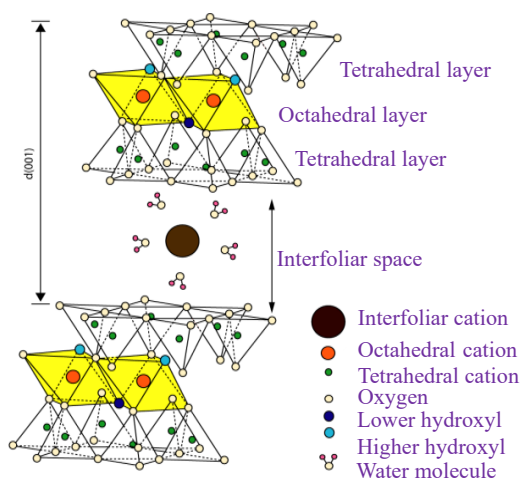 d(001)
Tetrahedral layer
Octahedral layer
Tetrahedral layer
Interfoliar space
Interfoliar cation
Octahedral cation
Tetrahedral cation
Oxygen
Lower hydroxyl
Higher hydroxyl
Water molecule